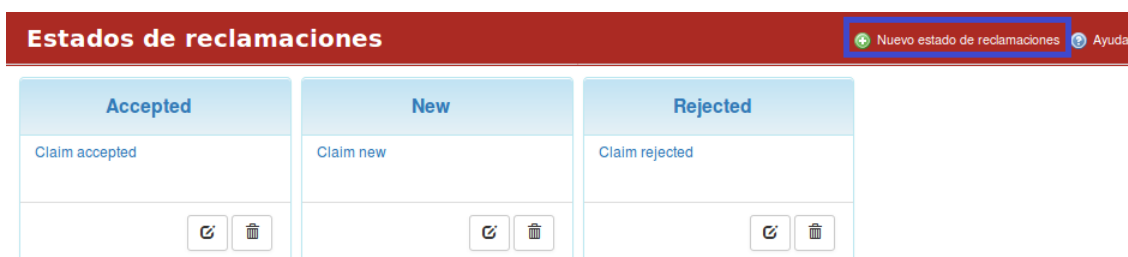 Estados de reclamaciones
Nuevo estado de reclamaciones
Ayuda
Accepted
New
Rejected
Claim accepted
Claim new
Claim rejected